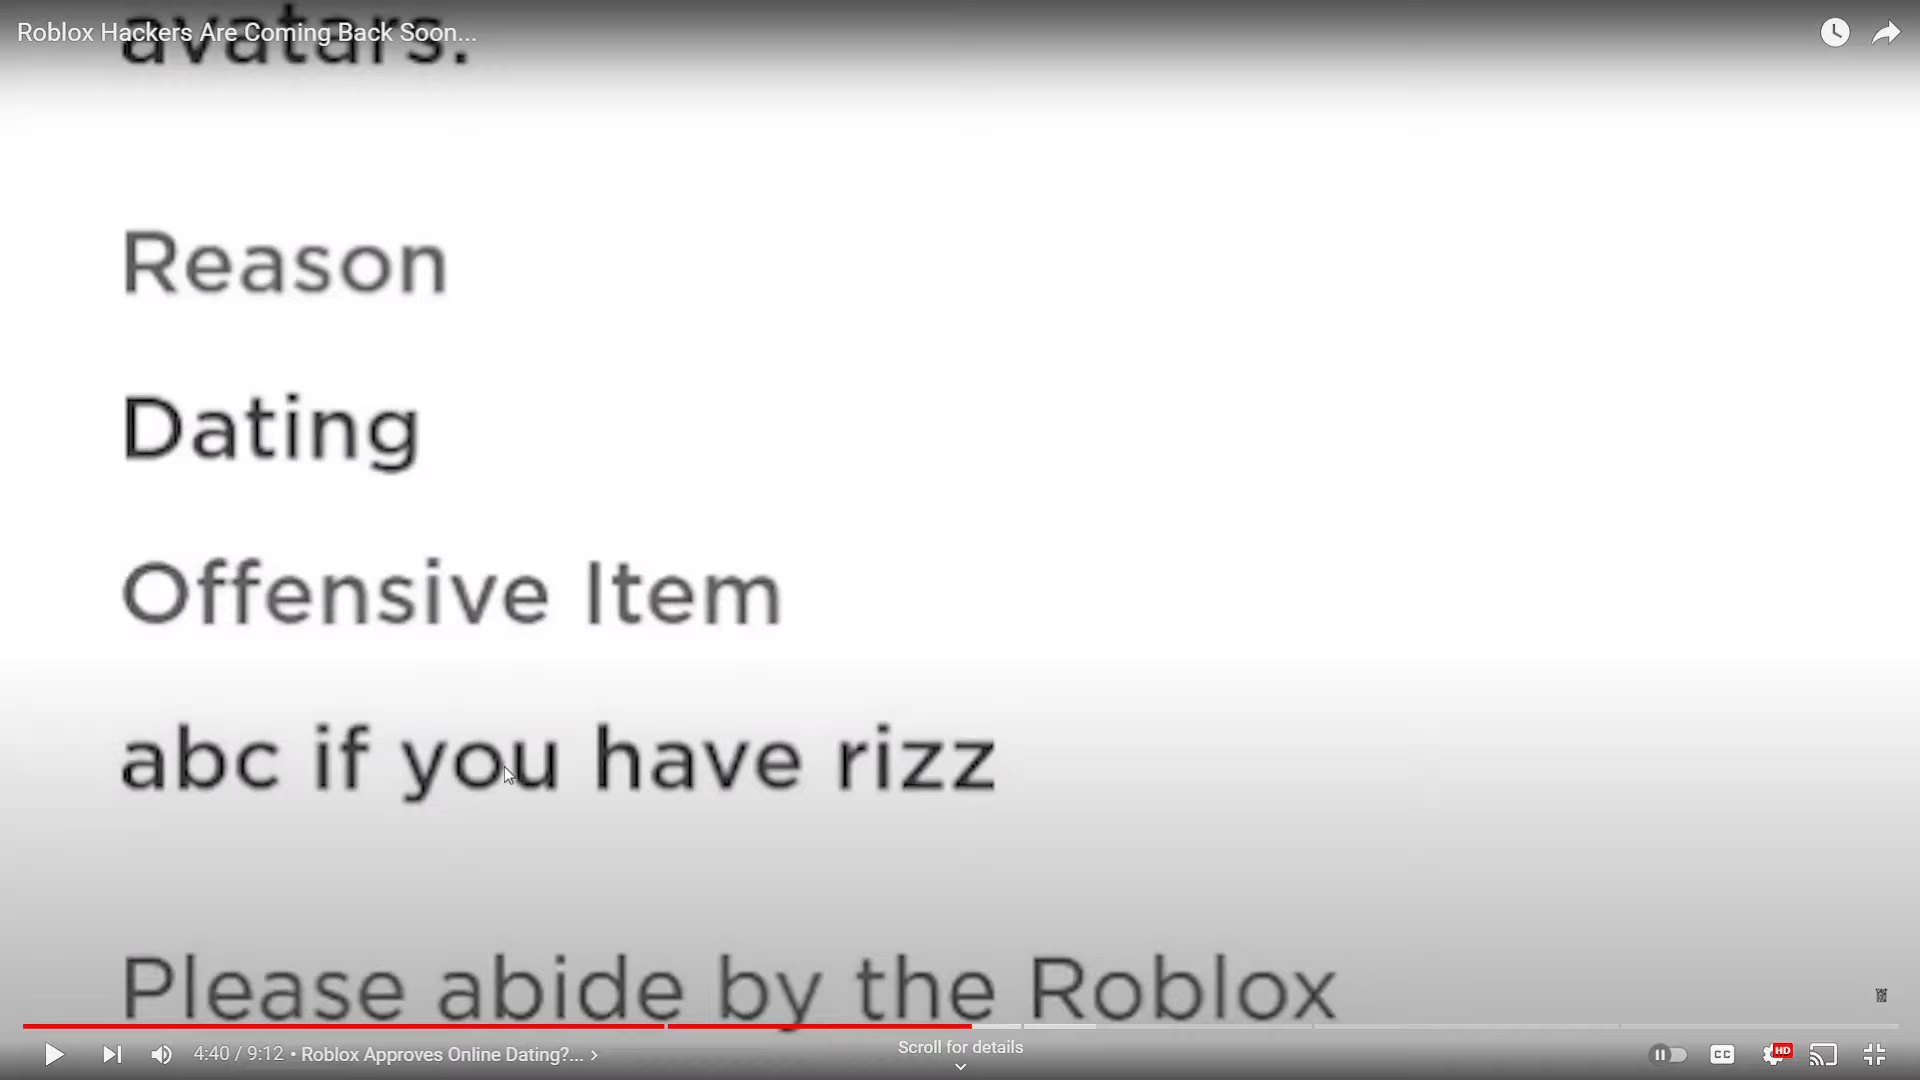 Roblox Hackers Are Coming Back Soon...
avatars.
Reason
Dating
Offensive Item
abc if you have rizz
Please abide by the Roblox
4:40 / 9:12 • Roblox Approves Online Dating?... ›
Scroll for details
CC
HD